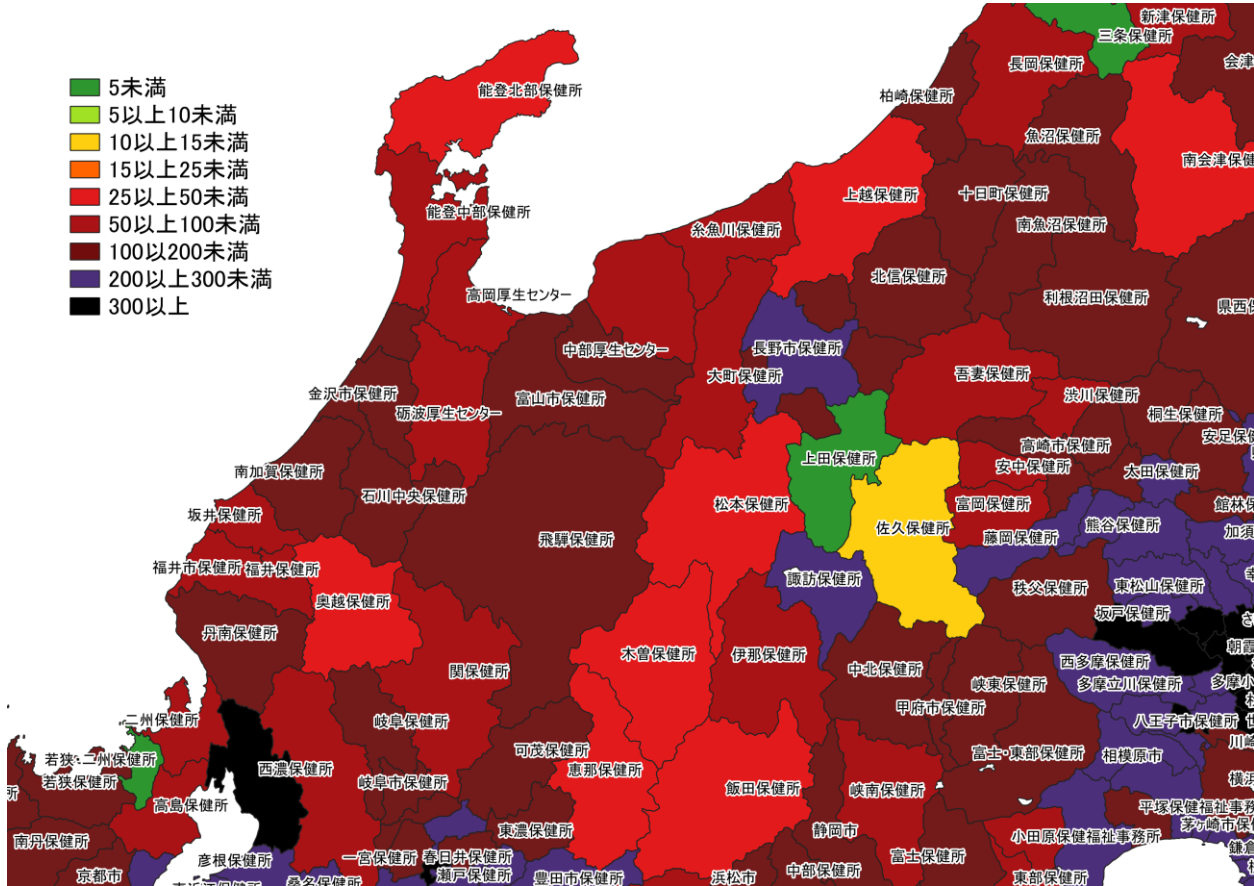 新津保健所
三条保健所
長岡保健所
会津
能登北部保健所
5未満
5以上10未満
10以上15未満
15以上25未満
25以上50未満
50以上100未満
100以200未満
200以上300未満
300以上
柏崎保健所
魚沼保健所
南会津保健
上越保健所
十日町保健所
能登中部保健所
南魚沼保健所
糸魚川保健所
北信保健所
高岡厚生センター
利根沼田保健所
県西保
中部厚生センター
長野市保健所
大町保健所
吾妻保健所
金沢市保健所
富山市保健所
渋川保健所
砺波厚生センター
桐生保健所
高崎市保健所
安足保健
上田保健所
南加賀保健所
石川中央保健所
安中保健所
太田保健所
松本保健所
富岡保健所
館林保
坂井保健所
佐久保健所
熊谷保健所
加須
飛騨保健所
藤岡保健所
福井市保健所
福井保健所
諏訪保健所
秩父保健所
東松山保健所
奥越保健所
坂戸保健所
丹南保健所
朝霞
木曽保健所
伊那保健所
西多摩保健所
関保健所
中北保健所
峡東保健所
多摩立川保健所
多摩小
甲府市保健所
二州保健所
岐阜保健所
八王子市保健所
可茂保健所
富士・東部保健所
川崎
若狭・二州保健所
相模原市
西濃保健所
恵那保健所
若狭保健所
岐阜市保健所
横浜
飯田保健所
峡南保健所
高島保健所
平塚保健福祉事務
東濃保健所
静岡市
茅ヶ崎市保
小田原保健福祉事務所
南丹保健所
鎌倉
彦根保健所
一宮保健所
春日井保健所
富士保健所
京都市
瀬戸保健所
豊田市保健所
浜松市
中部保健所
東部保健所
桑名保健所